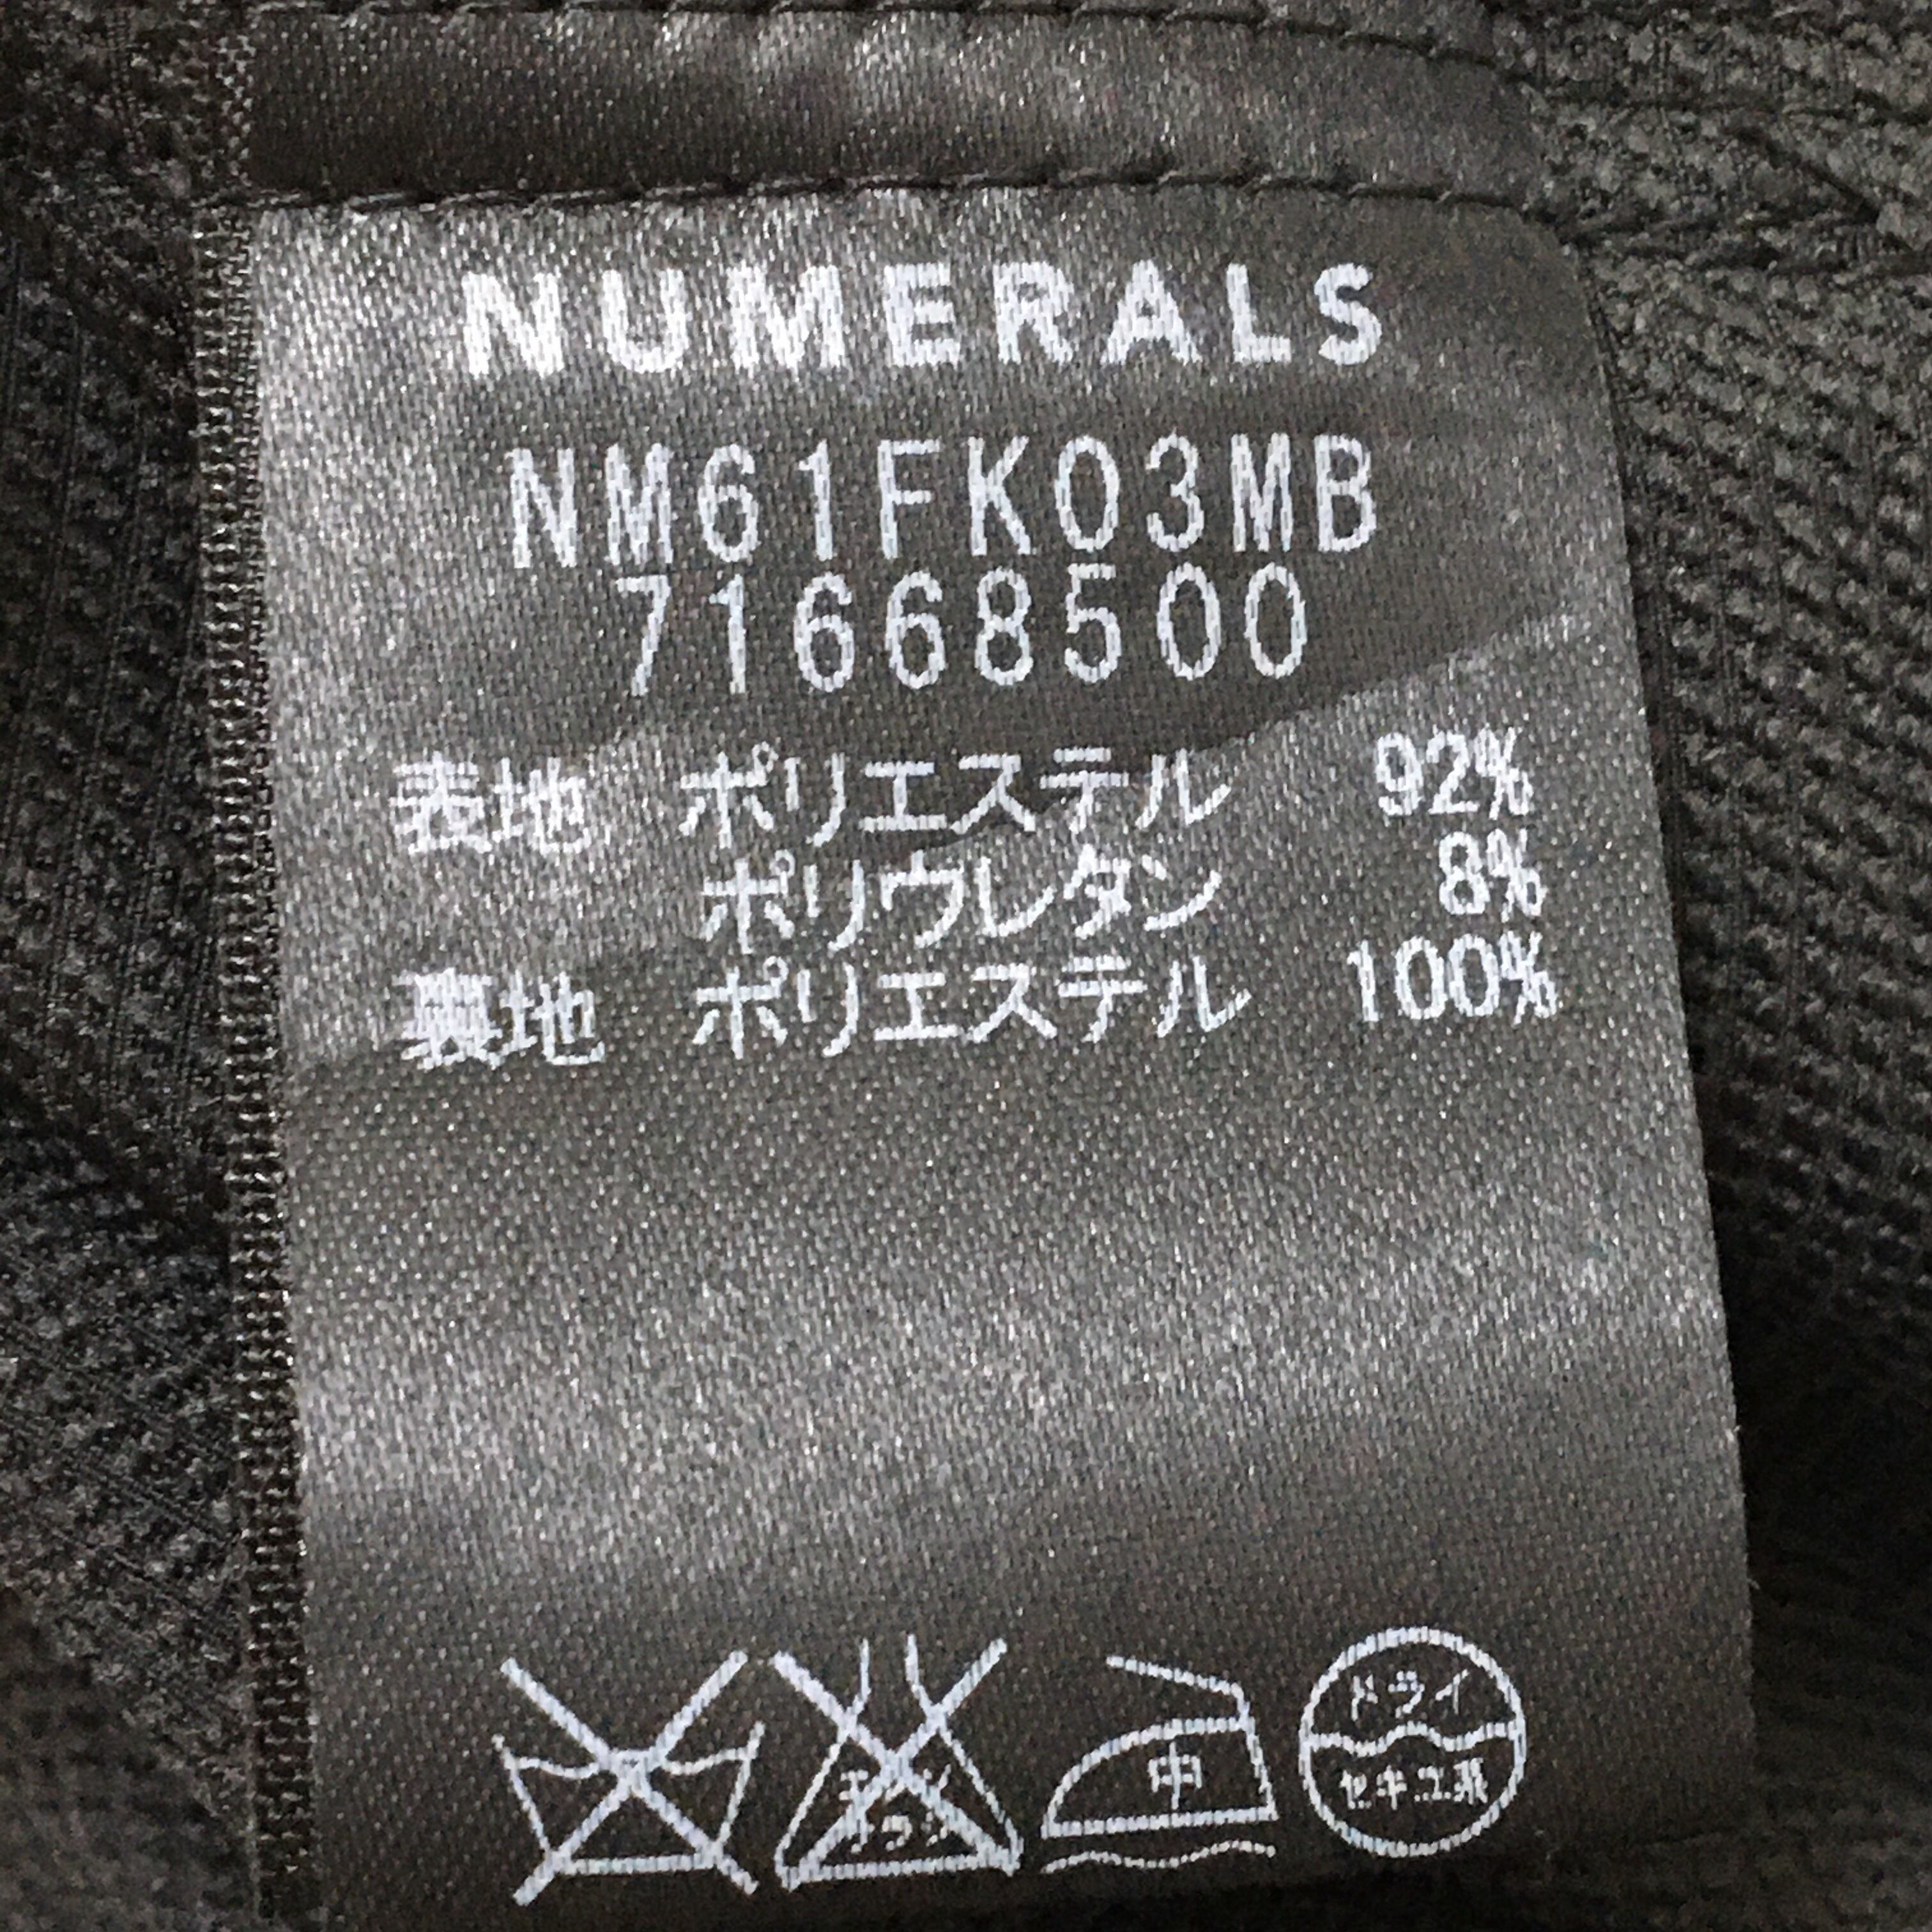 NUMERALS
NM61FK03MB
71668500
表地 ポリエステル 92%
ポリウレタン 8%
裏地 ポリエステル 100%
中
ドライ
セキユ系